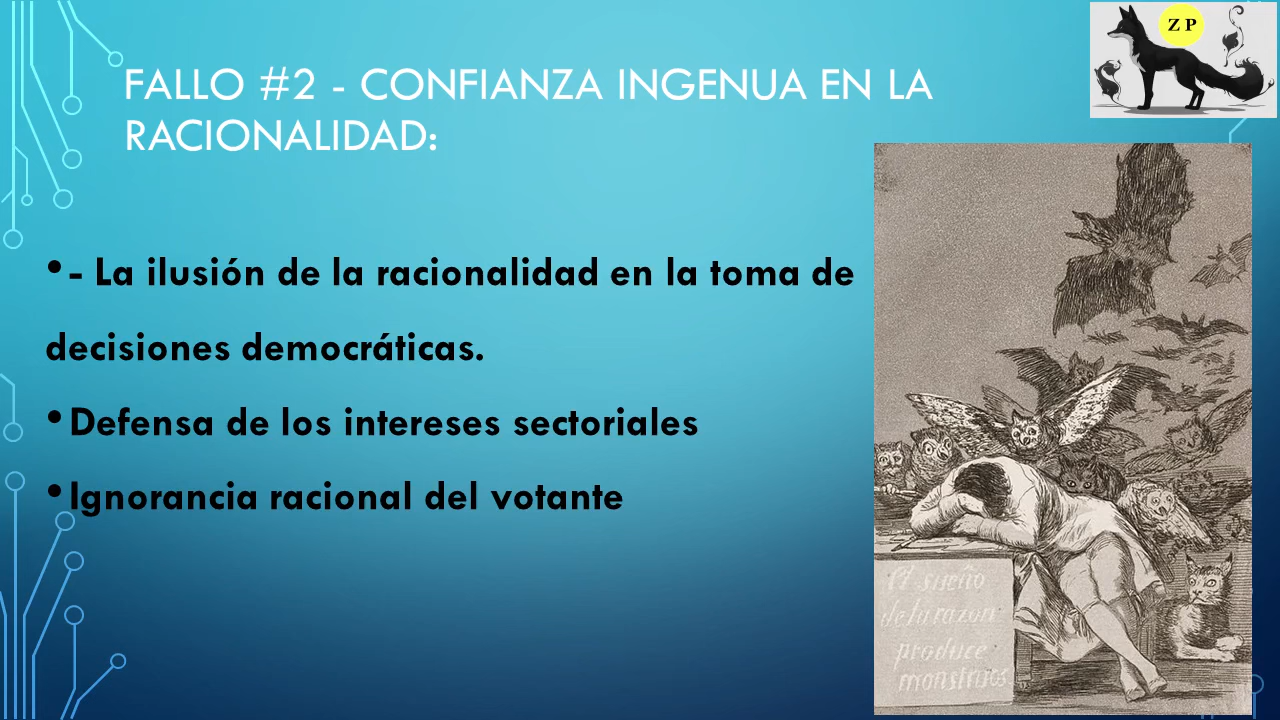 Z P
FALLO #2 - CONFIANZA INGENUA EN LA
RACIONALIDAD:
• - La ilusión de la racionalidad en la toma de
decisiones democráticas.
• Defensa de los intereses sectoriales
• Ignorancia racional del votante
El sueño
de la razon
produce
monstruos